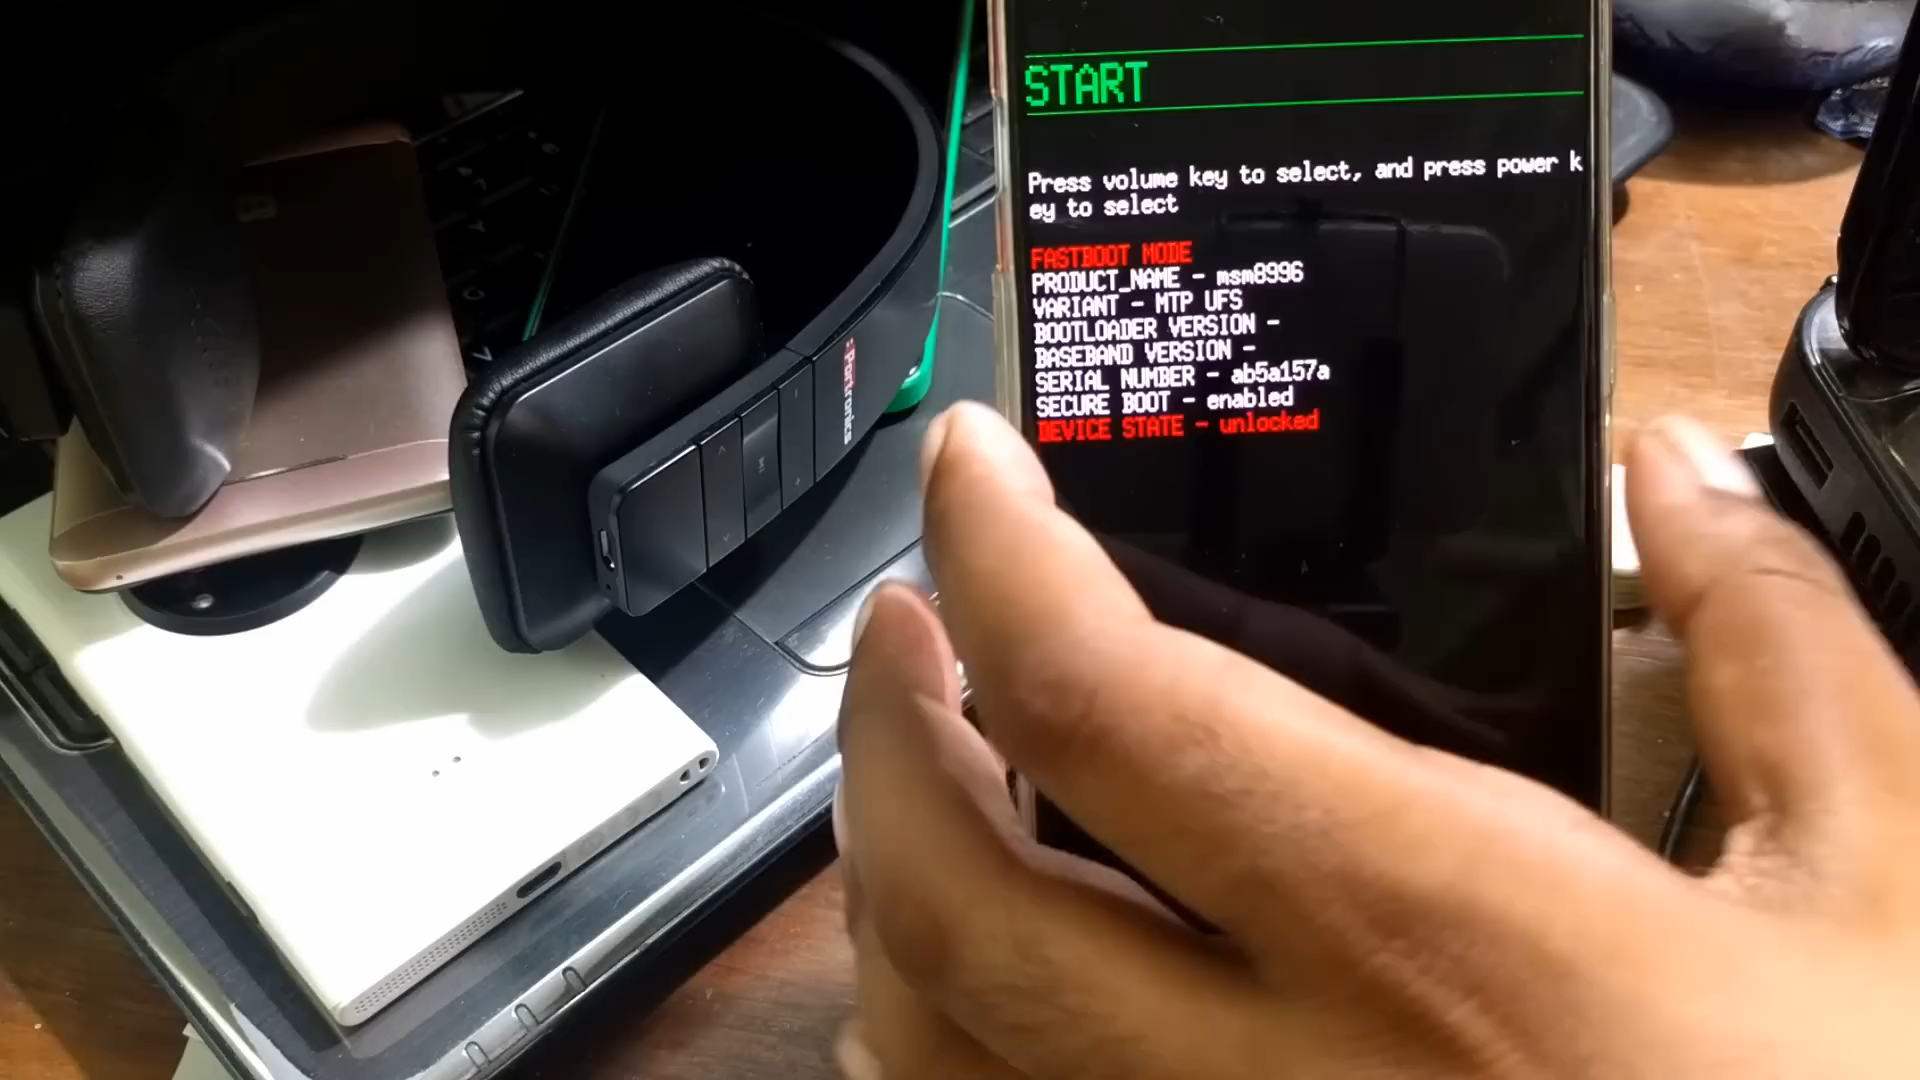 START
Press volume key to select, and press power k
ey to select
FASTBOOT MODE
PRODUCT_NAME - msm8996
VARIANT - MTP UFS
BOOTLOADER VERSION -
BASEBAND VERSION -
SERIAL NUMBER - ab5a157a
SECURE BOOT - enabled
DEVICE STATE - unlocked
Portronics